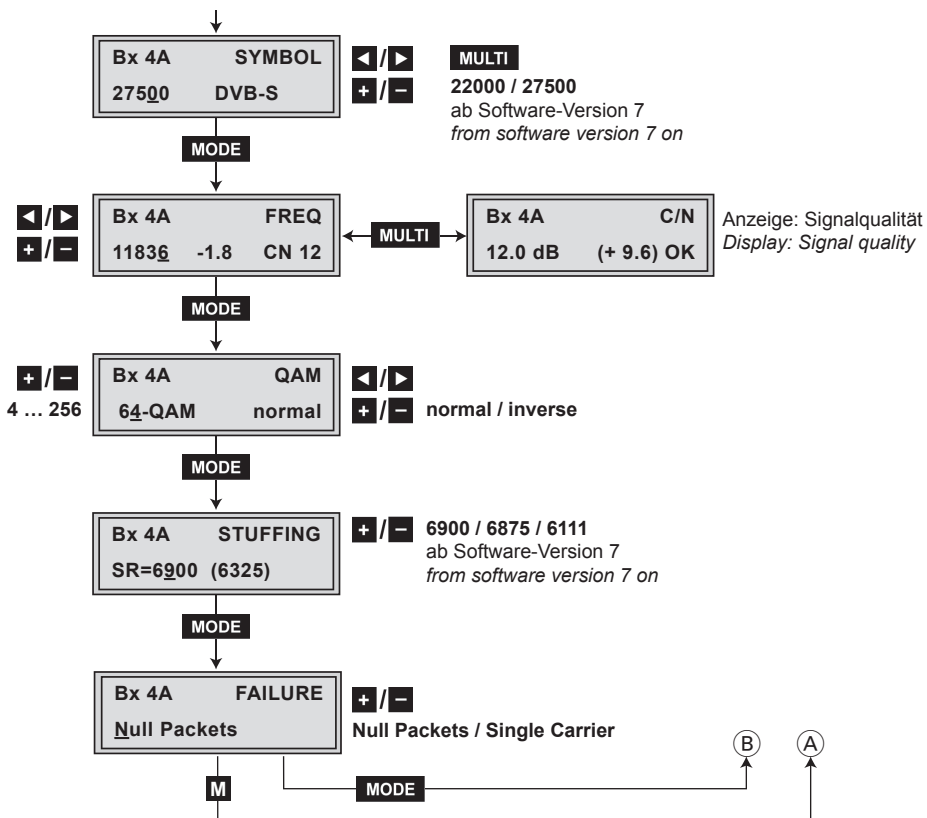 Bx 4A SYMBOL
27500 DVB-S
◄ / ►
+ / −
MULTI
22000 / 27500
ab Software-Version 7
from software version 7 on
MODE
◄ / ►
+ / −
Bx 4A FREQ
11836 -1.8 CN 12
MULTI
Bx 4A C/N
12.0 dB (+ 9.6) OK
Anzeige: Signalqualität
Display: Signal quality
MODE
+ / −
4 … 256
Bx 4A QAM
64-QAM normal
◄ / ►
+ / − normal / inverse
MODE
Bx 4A STUFFING
SR=6900 (6325)
+ / − 6900 / 6875 / 6111
ab Software-Version 7
from software version 7 on
MODE
Bx 4A FAILURE
Null Packets
+ / −
Null Packets / Single Carrier
B A
M MODE